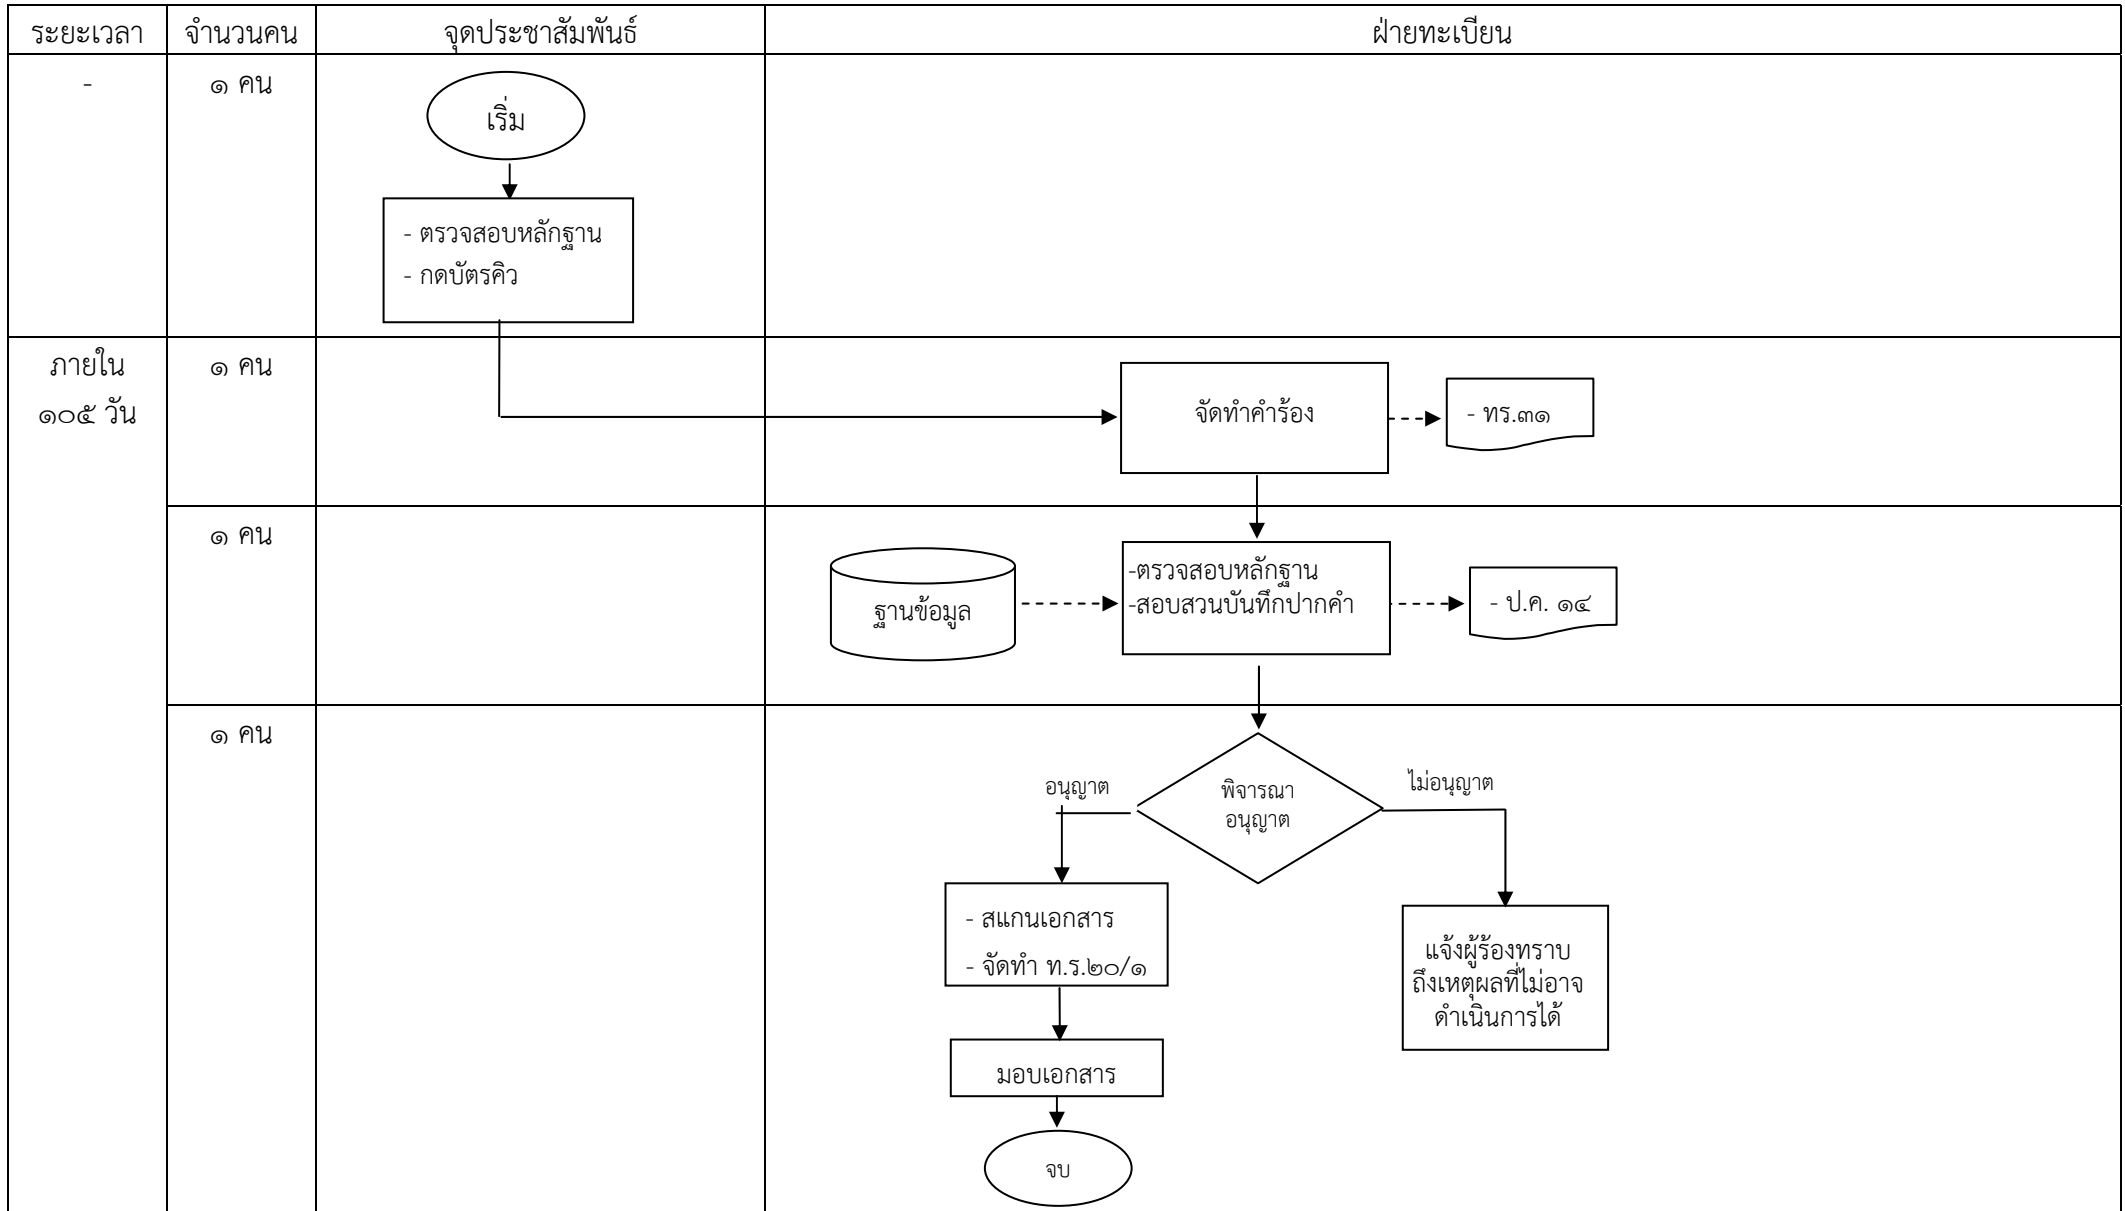 ระยะเวลา
จำนวนคน
จุดประชาสัมพันธ์
ฝ่ายทะเบียน
-
๑ คน
เริ่ม
- ตรวจสอบหลักฐาน
- กดบัตรคิว
ภายใน
๑๐๕ วัน
๑ คน
จัดทำคำร้อง
- ทร.๓๑
๑ คน
ฐานข้อมูล
-ตรวจสอบหลักฐาน
-สอบสวนบันทึกปากคำ
- ป.ค. ๑๔
๑ คน
อนุญาต
พิจารณา
อนุญาต
ไม่อนุญาต
- สแกนเอกสาร
- จัดทำ ท.ร.๒๐/๑
แจ้งผู้ร้องทราบ
ถึงเหตุผลที่ไม่อาจ
ดำเนินการได้
มอบเอกสาร
จบ